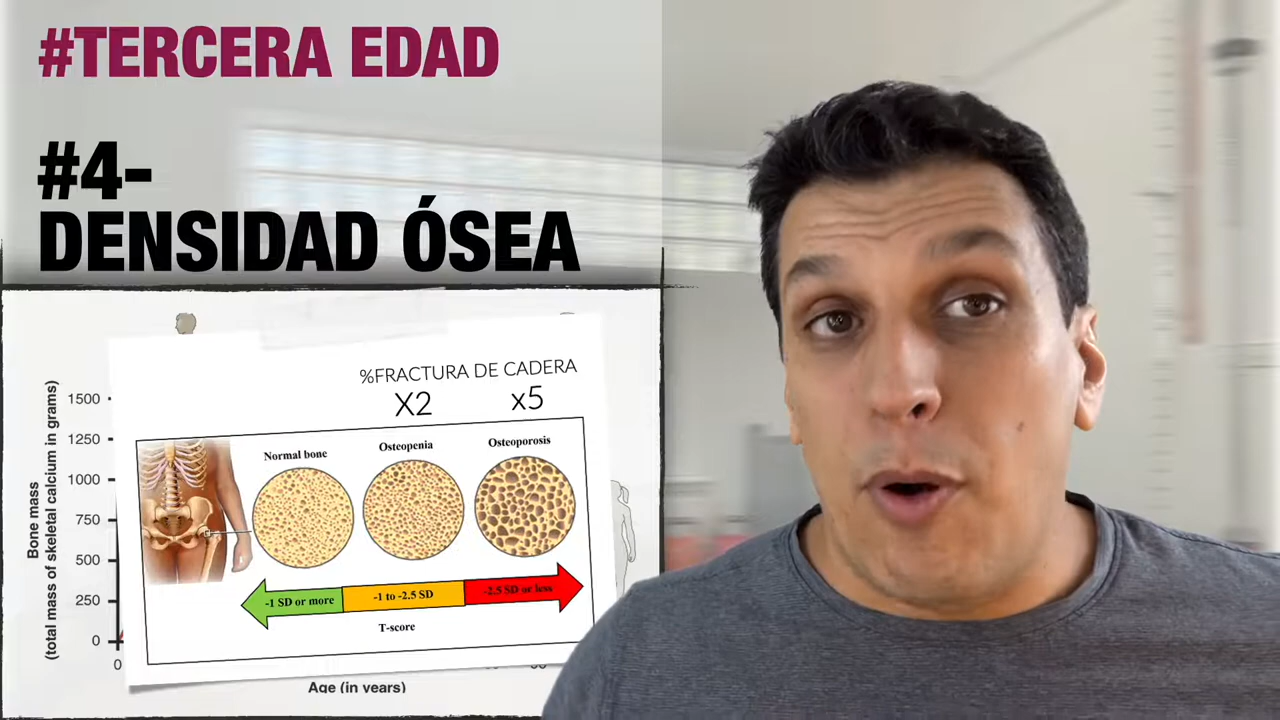 #TERCERA EDAD
#4-
DENSIDAD ÓSEA
%FRACTURA DE CADERA
X2 x5
Normal bone Osteopenia Osteoporosis
-1 SD or more -1 to -2.5 SD -2.5 SD or less
T-score
Bone mass
(total mass of skeletal calcium in grams)
1500
1250
1000
750
500
250
0
0
Age (in years)